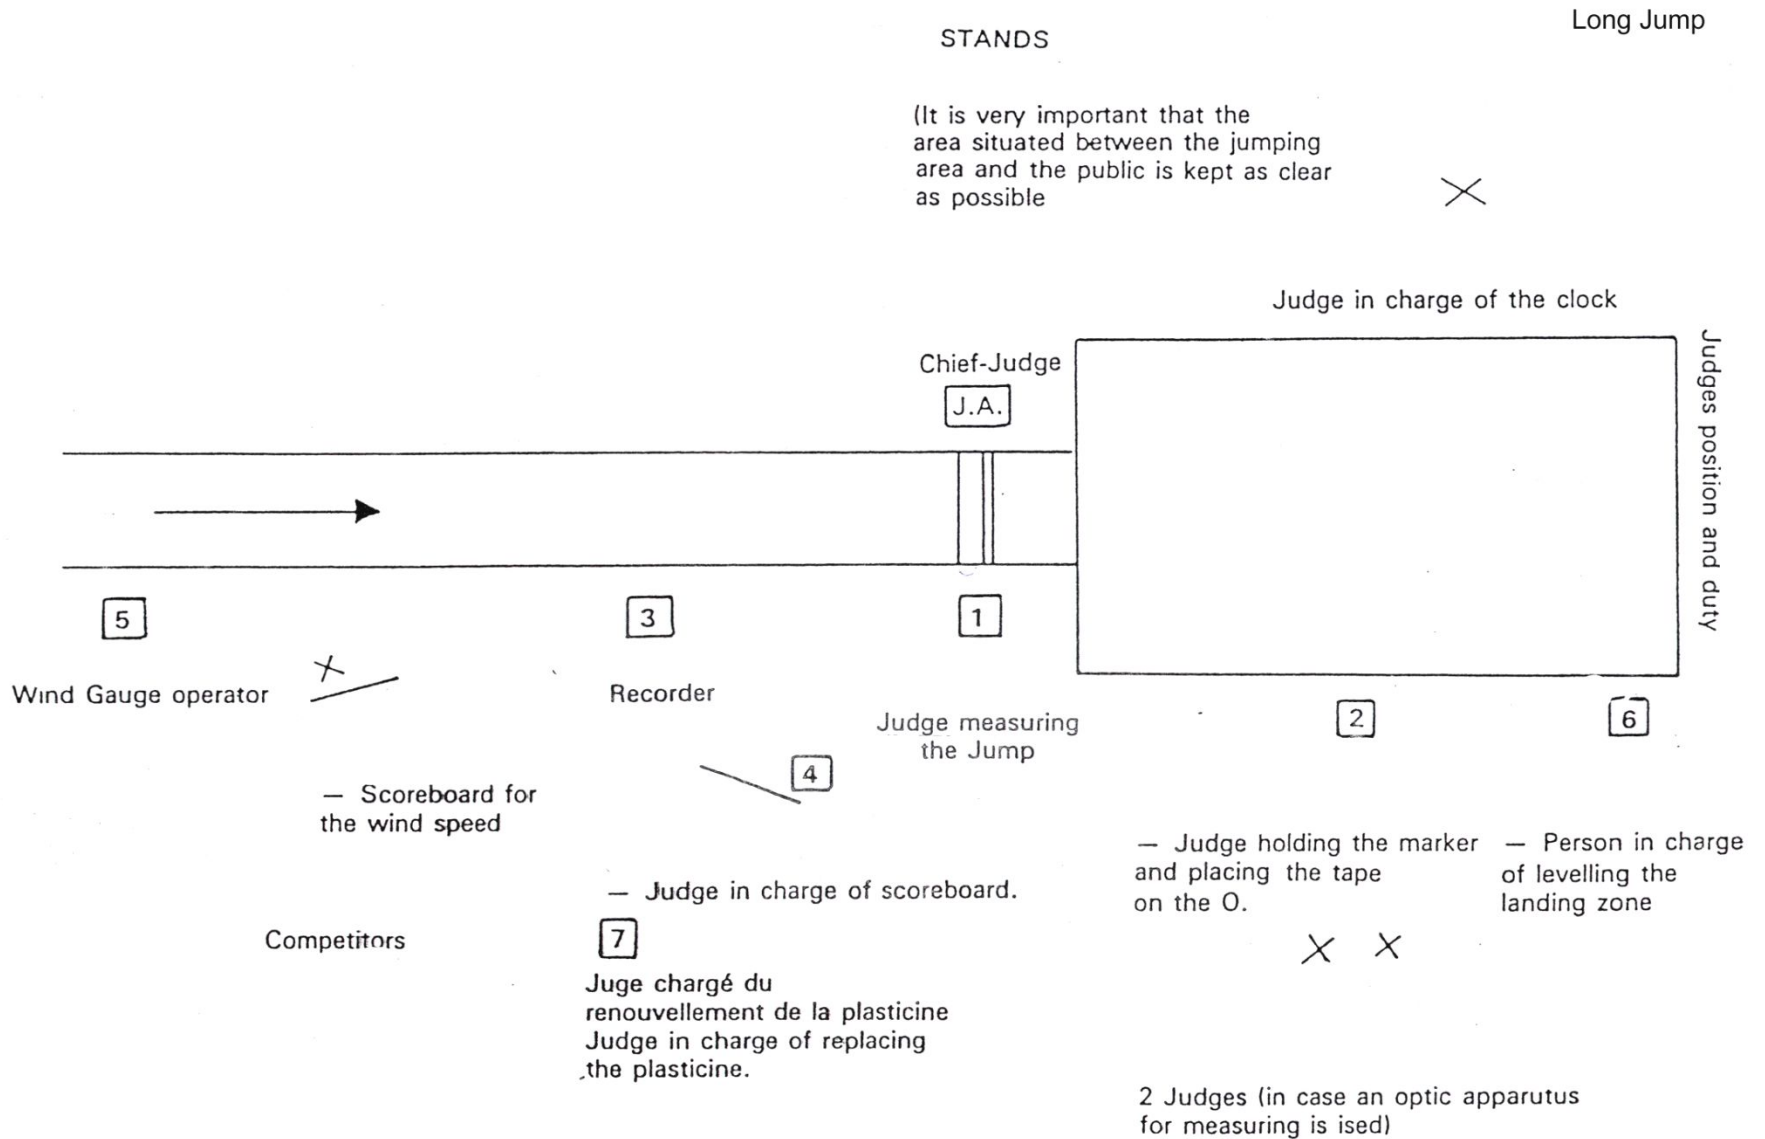 Long Jump
STANDS
(It is very important that the
area situated between the jumping
area and the public is kept as clear
as possible
Judge in charge of the clock
Judges position and duty
Chief-Judge
J.A.
5
3
1
Wind Gauge operator
Recorder
2
6
Judge measuring
the Jump
4
— Scoreboard for
the wind speed
— Judge holding the marker
and placing the tape
on the O.
— Person in charge
of levelling the
landing zone
— Judge in charge of scoreboard.
Competitors
7
Juge chargé du
renouvellement de la plasticine
Judge in charge of replacing
the plasticine.
2 Judges (in case an optic apparutus
for measuring is ised)